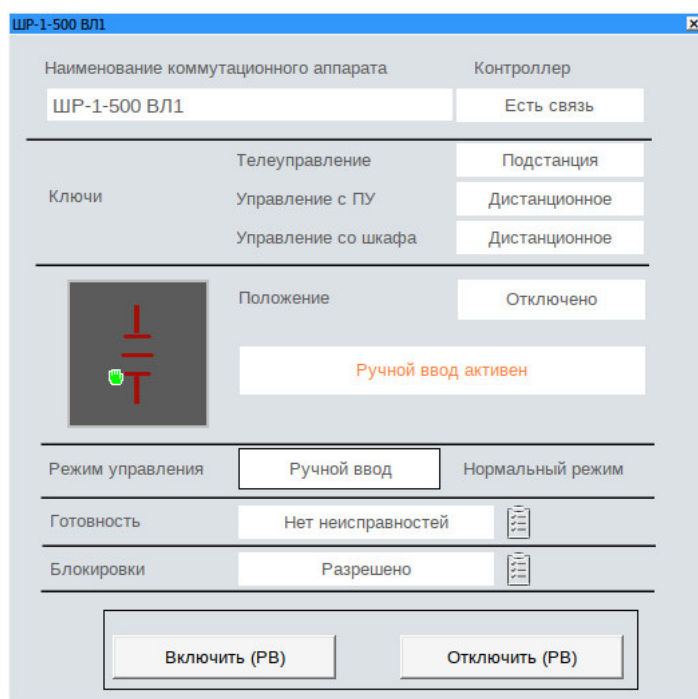 ШР-1-500 ВЛ1
Наименование коммутационного аппарата Контроллер
ШР-1-500 ВЛ1 Есть связь
Телеуправление Подстанция
Ключи Управление с ПУ Дистанционное
Управление со шкафа Дистанционное
Положение Отключено
Ручной ввод активен
Режим управления Ручной ввод Нормальный режим
Готовность Нет неисправностей
Блокировки Разрешено
Включить (РВ) Отключить (РВ)